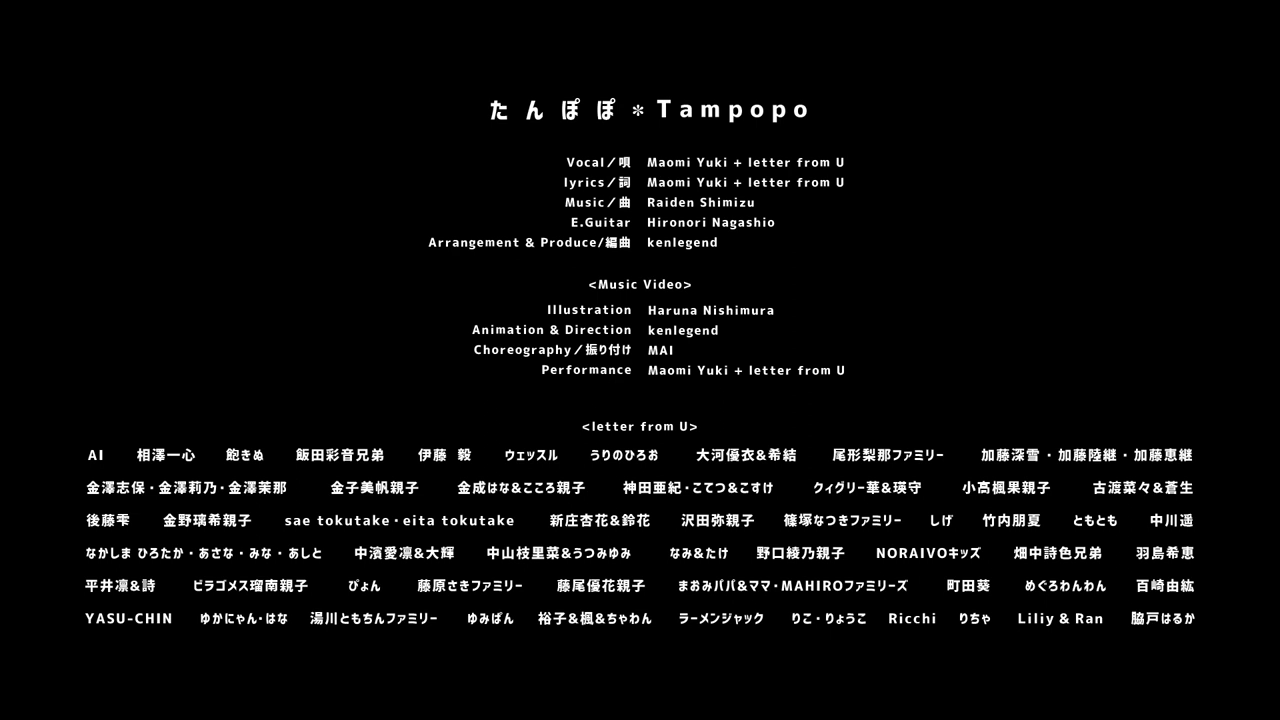 たんぽぽ✽Tampopo
Vocal／唄 Maomi Yuki + letter from U
lyrics／詞 Maomi Yuki + letter from U
Music／曲 Raiden Shimizu
E.Guitar Hironori Nagashio
Arrangement & Produce/編曲 kenlegend
<Music Video>
Illustration Haruna Nishimura
Animation & Direction kenlegend
Choreography／振り付け MAI
Performance Maomi Yuki + letter from U
<letter from U>
AI 相澤一心 飽きぬ 飯田彩音兄弟 伊藤 毅 ウェッスル うりのひろお 大河優衣&希結 尾形梨那ファミリー 加藤深雪・加藤陸継・加藤恵継
金澤志保・金澤莉乃・金澤茉那 金子美帆親子 金成はな&こころ親子 神田亜紀・こてつ&こすけ クィグリー華&瑛守 小髙楓果親子 古渡菜々&蒼生
後藤雫 金野璃希親子 sae tokutake・eita tokutake 新庄杏花&鈴花 沢田弥親子 篠塚なつきファミリー しげ 竹内朋夏 ともとも 中川遥
なかしま ひろたか・あさな・みな・あしと 中濱愛凛&大輝 中山枝里菜&うつみゆみ なみ&たけ 野口綾乃親子 NORAIVOキッズ 畑中詩色兄弟 羽島希恵
平井凛&詩 ビラゴメス瑠南親子 ぴょん 藤原さきファミリー 藤尾優花親子 まおみパパ&ママ・MAHIROファミリーズ 町田葵 めぐろわんわん 百崎由紘
YASU-CHIN ゆかにゃん・はな 湯川ともちんファミリー ゆみぱん 裕子&楓&ちゃわん ラーメンジャック りこ・りょうこ Ricchi りちゃ Liliy & Ran 脇戸はるか